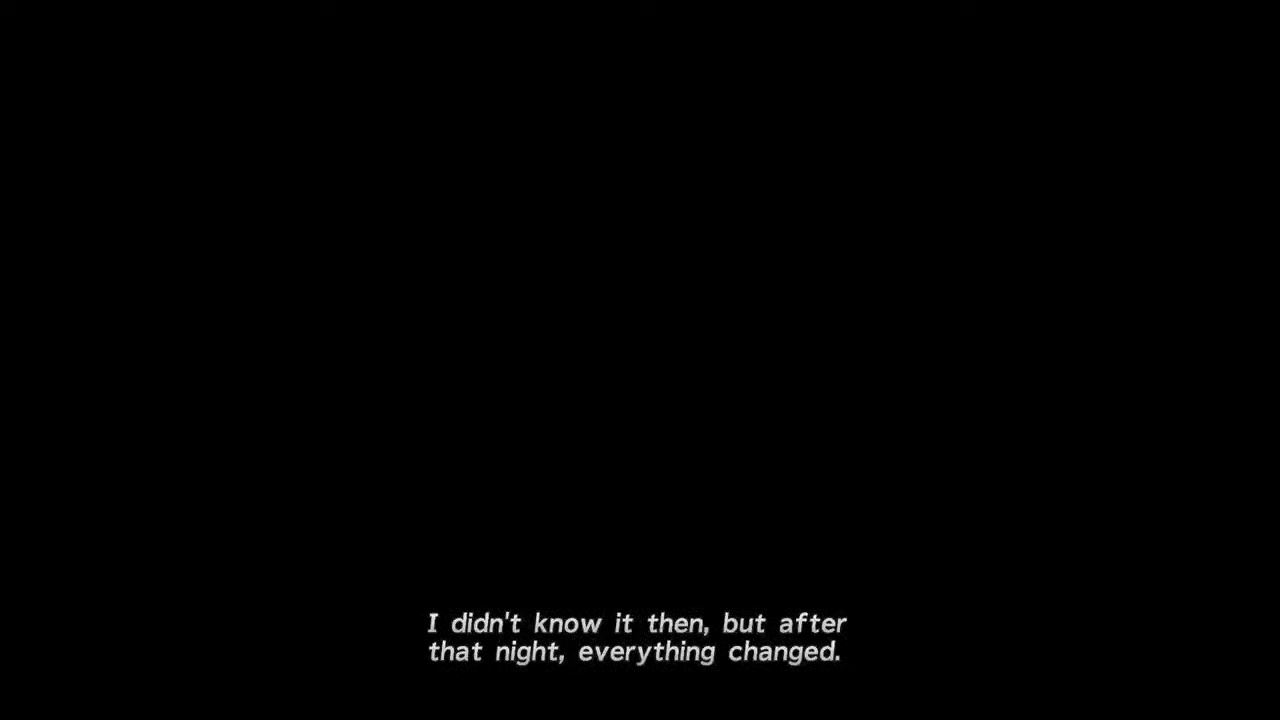 I didn't know it then, but after
that night, everything changed.